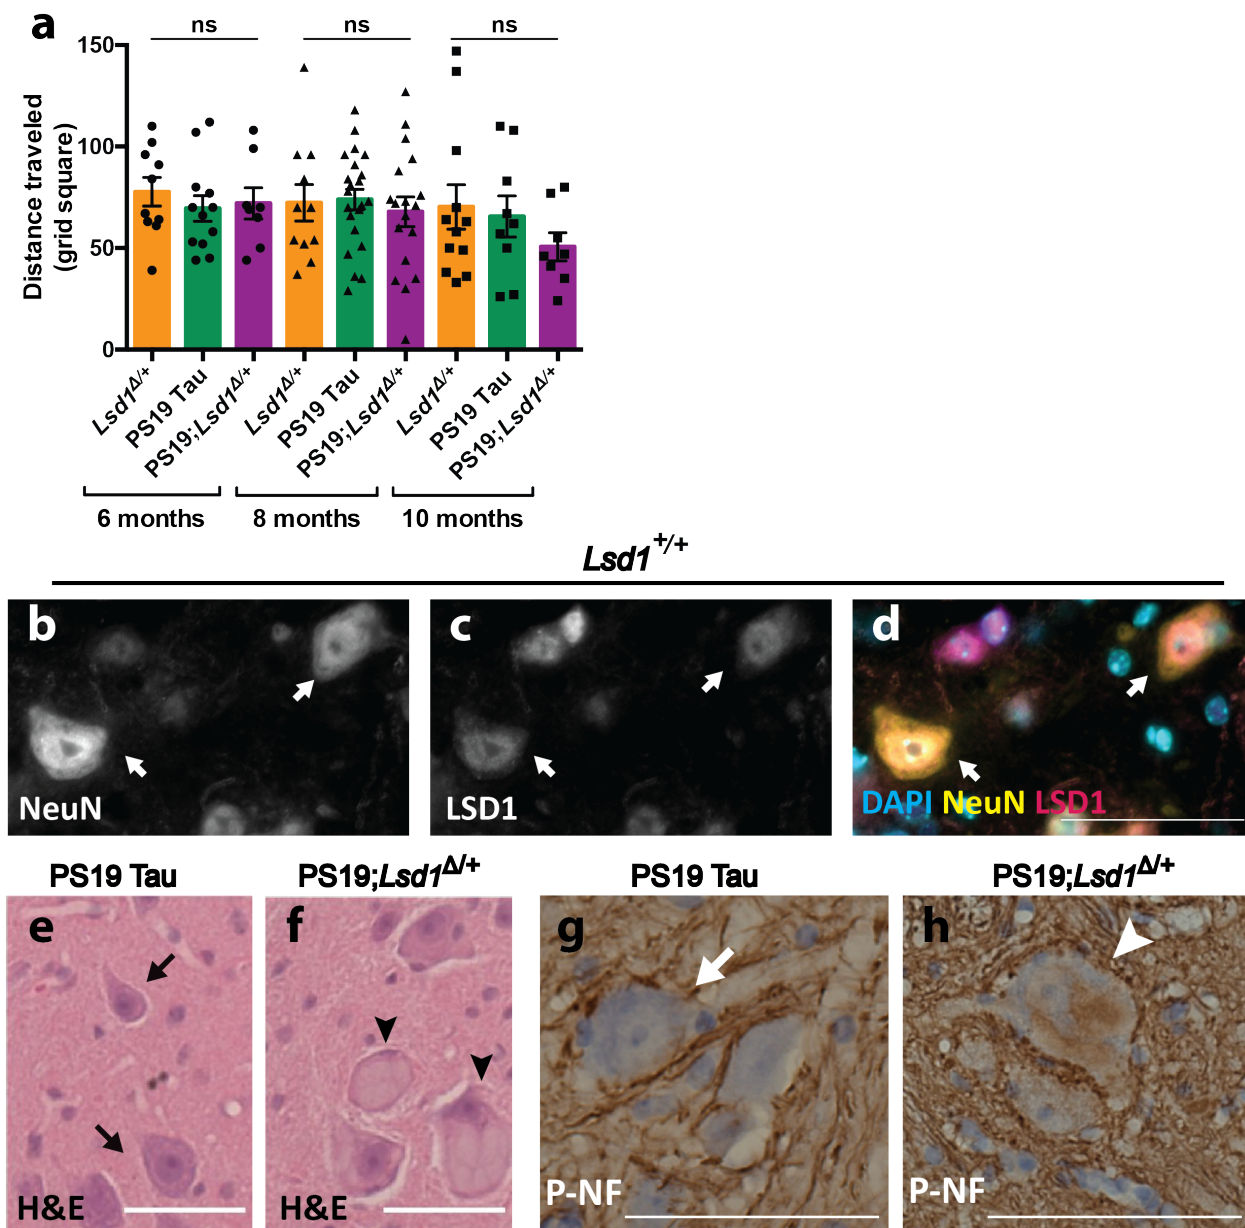 a
ns ns ns
150
100
50
0
Distance traveled
(grid square)
Lsd1Δ/+ PS19 Tau PS19;Lsd1Δ/+ Lsd1Δ/+ PS19 Tau PS19;Lsd1Δ/+ Lsd1Δ/+ PS19 Tau PS19;Lsd1Δ/+
6 months 8 months 10 months
Lsd1+/+
b c d
NeuN LSD1 DAPI NeuN LSD1
PS19 Tau PS19;LsD1Δ/+ PS19 Tau PS19;Lsd1Δ/+
e f g h
H&E H&E P-NF P-NF